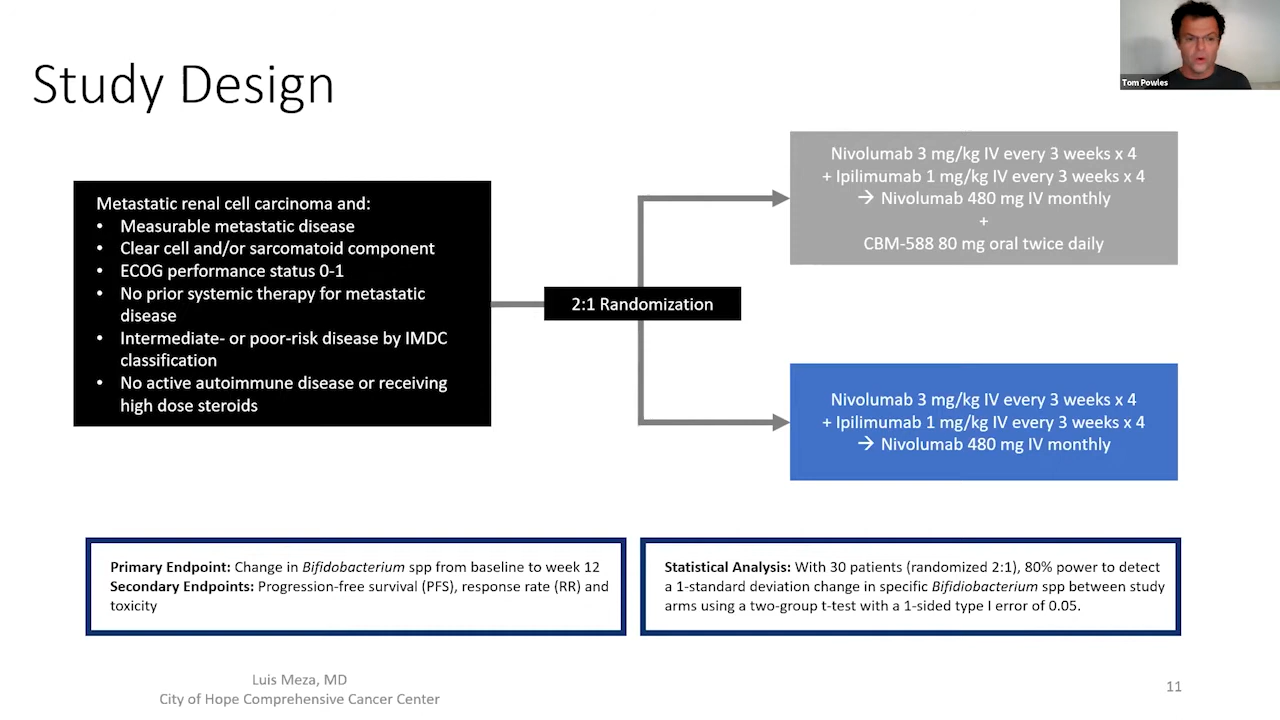 Tom Powles
Study Design
Metastatic renal cell carcinoma and:
• Measurable metastatic disease
• Clear cell and/or sarcomatoid component
• ECOG performance status 0-1
• No prior systemic therapy for metastatic
disease
• Intermediate- or poor-risk disease by IMDC
classification
• No active autoimmune disease or receiving
high dose steroids
2:1 Randomization
Nivolumab 3 mg/kg IV every 3 weeks x 4
+ Ipilimumab 1 mg/kg IV every 3 weeks x 4
→ Nivolumab 480 mg IV monthly
+
CBM-588 80 mg oral twice daily
Nivolumab 3 mg/kg IV every 3 weeks x 4
+ Ipilimumab 1 mg/kg IV every 3 weeks x 4
→ Nivolumab 480 mg IV monthly
Primary Endpoint: Change in Bifidobacterium spp from baseline to week 12
Secondary Endpoints: Progression-free survival (PFS), response rate (RR) and
toxicity
Statistical Analysis: With 30 patients (randomized 2:1), 80% power to detect
a 1-standard deviation change in specific Bifidiobacterium spp between study
arms using a two-group t-test with a 1-sided type I error of 0.05.
Luis Meza, MD
City of Hope Comprehensive Cancer Center
11